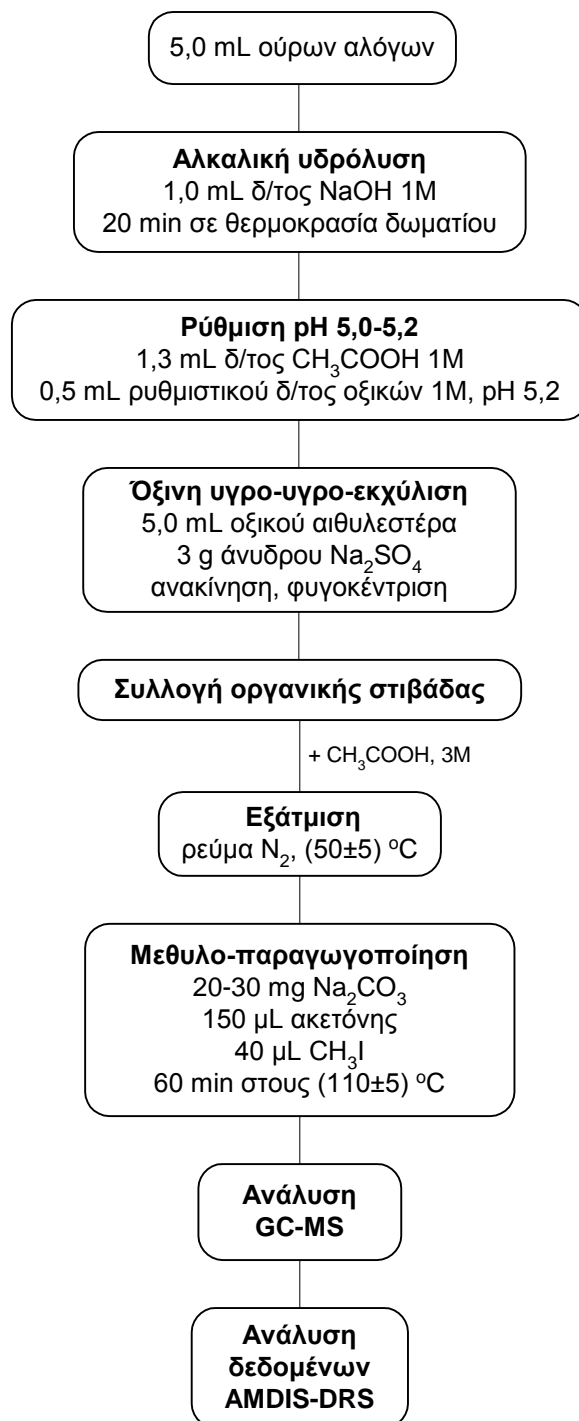 5,0 mL ούρων αλόγων
Αλκαλική υδρόλυση
1,0 mL δ/τος NaOH 1M
20 min σε θερμοκρασία δωματίου
Ρύθμιση pH 5,0-5,2
1,3 mL δ/τος CH₃COOH 1M
0,5 mL ρυθμιστικού δ/τος οξικών 1M, pH 5,2
Όξινη υγρο-υγρο-εκχύλιση
5,0 mL οξικού αιθυλεστέρα
3 g άνυδρου Na₂SO₄
ανακίνηση, φυγοκέντριση
Συλλογή οργανικής στιβάδας
+ CH₃COOH, 3M
Εξάτμιση
ρεύμα N₂, (50±5) ºC
Μεθυλο-παραγωγοποίηση
20-30 mg Na₂CO₃
150 μL ακετόνης
40 μL CH₃I
60 min στους (110±5) ºC
Ανάλυση
GC-MS
Ανάλυση
δεδομένων
AMDIS-DRS